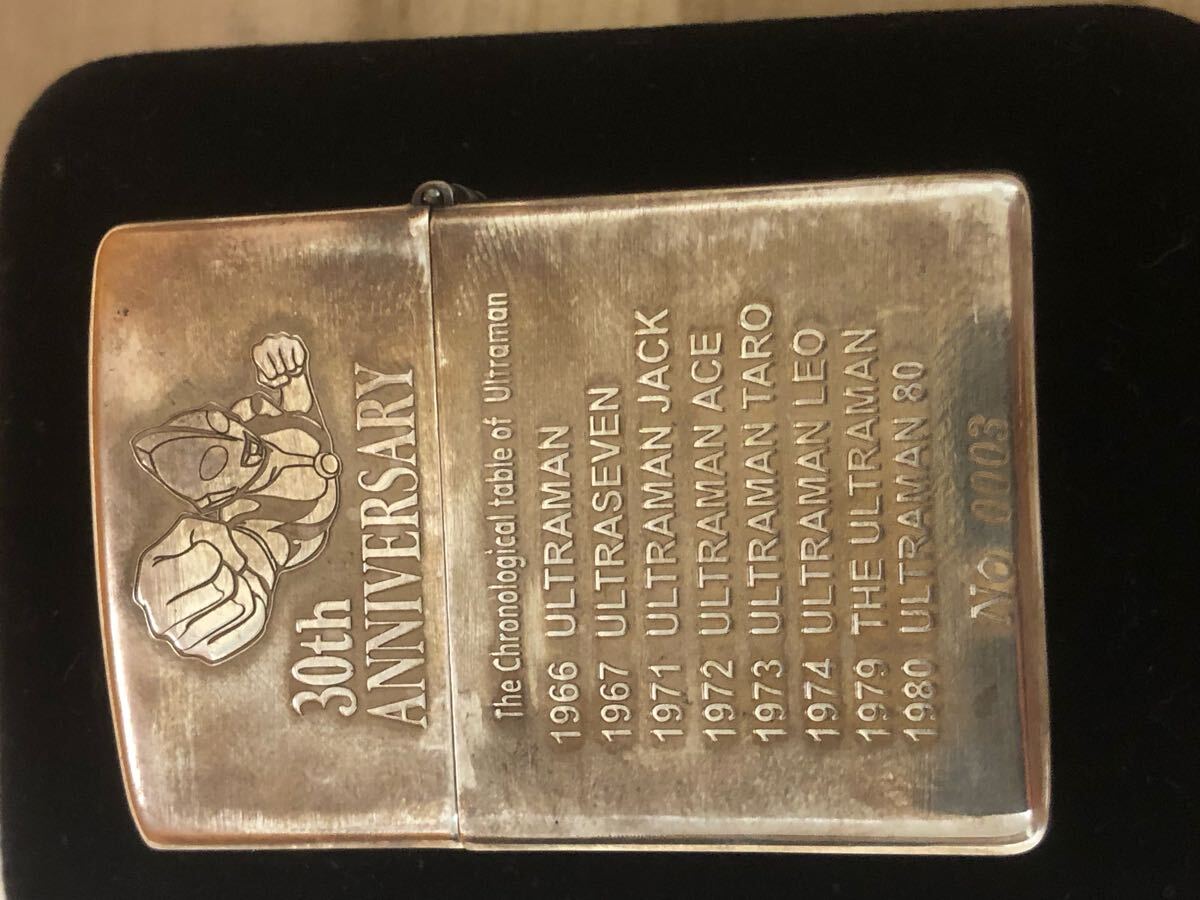 30th
ANNIVERSARY
The Chronological table of Ultraman
1966 ULTRAMAN
1967 ULTRASEVEN
1971 ULTRAMAN JACK
1972 ULTRAMAN ACE
1973 ULTRAMAN TARO
1974 ULTRAMAN LEO
1979 THE ULTRAMAN
1980 ULTRAMAN 80
No 0003